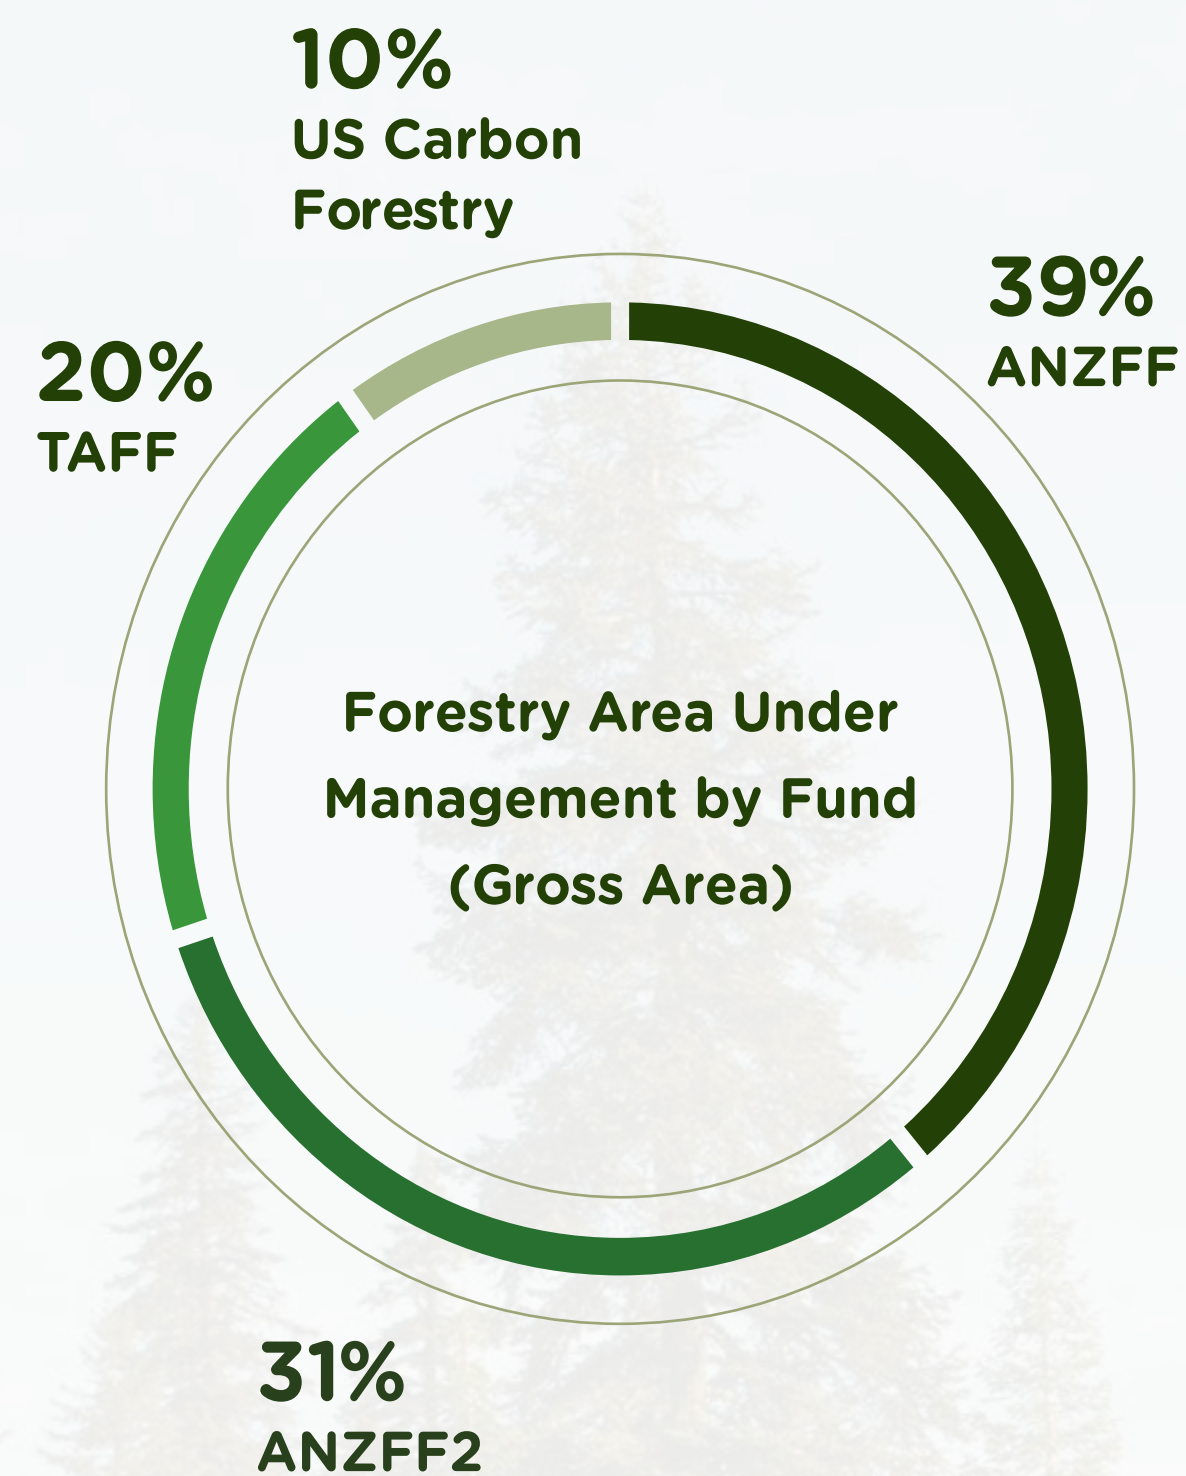 10%
US Carbon
Forestry
39%
ANZFF
20%
TAFF
Forestry Area Under
Management by Fund
(Gross Area)
31%
ANZFF2